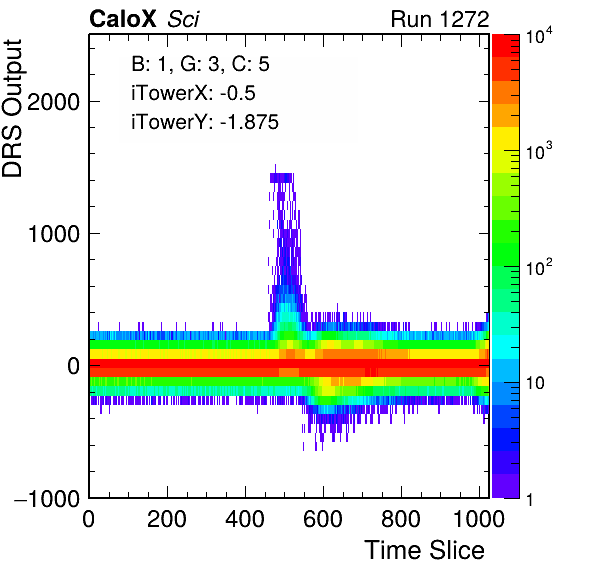 CaloX Sci Run 1272
B: 1, G: 3, C: 5
iTowerX: -0.5
iTowerY: -1.875
DRS Output
2000
1000
0
−1000
0 200 400 600 800 1000
Time Slice
10^4
10^3
10^2
10
1